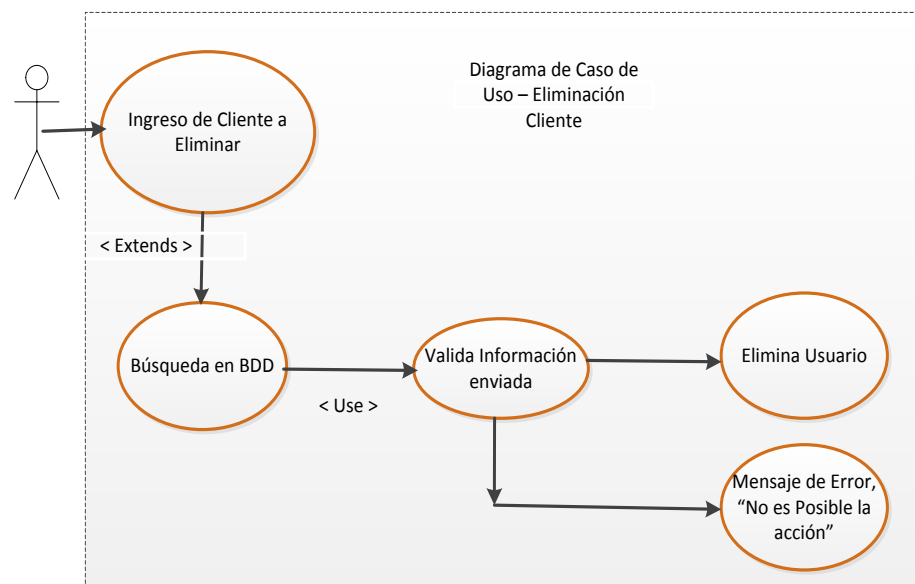 Diagrama de Caso de
Uso – Eliminación
Cliente
Ingreso de Cliente a
Eliminar
< Extends >
Búsqueda en BDD
< Use >
Valida Información
enviada
Elimina Usuario
Mensaje de Error,
“No es Posible la
acción”